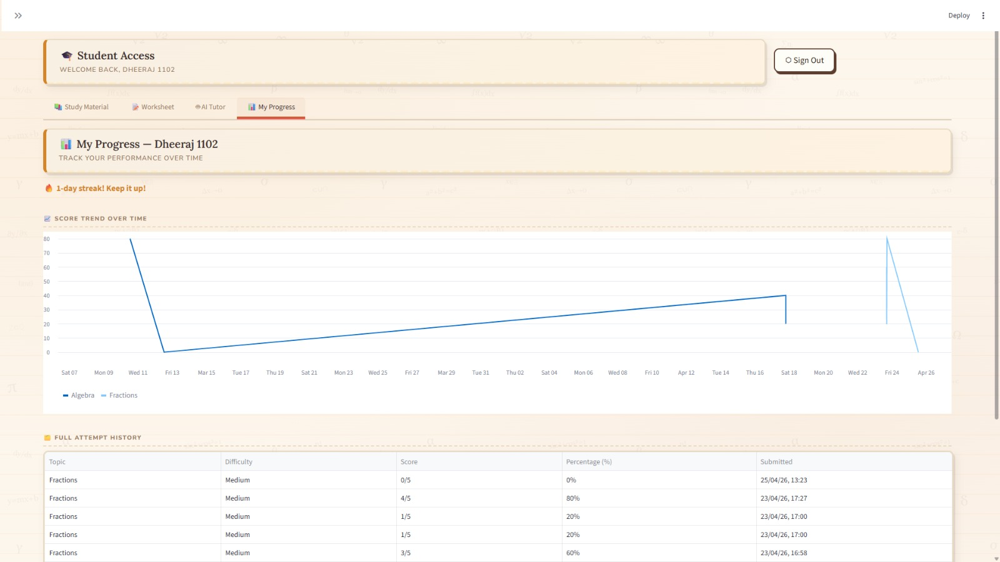 Deploy
Student Access
WELCOME BACK, DHEERAJ 1102
Sign Out
Study Material
Worksheet
AI Tutor
My Progress
My Progress — Dheeraj 1102
TRACK YOUR PERFORMANCE OVER TIME
1-day streak! Keep it up!
SCORE TREND OVER TIME
80
70
60
50
40
30
20
10
0
Sat 07 Mon 09 Wed 11 Fri 13 Mar 15 Tue 17 Thu 19 Sat 21 Mon 23 Wed 25 Fri 27 Mar 29 Tue 31 Thu 02 Sat 04 Mon 06 Wed 08 Fri 10 Apr 12 Tue 14 Thu 16 Sat 18 Mon 20 Wed 22 Fri 24 Apr 26
Algebra Fractions
FULL ATTEMPT HISTORY
Topic Difficulty Score Percentage (%) Submitted
Fractions Medium 0/5 0% 25/04/26, 13:23
Fractions Medium 4/5 80% 23/04/26, 17:27
Fractions Medium 1/5 20% 23/04/26, 17:00
Fractions Medium 1/5 20% 23/04/26, 17:00
Fractions Medium 3/5 60% 23/04/26, 16:58